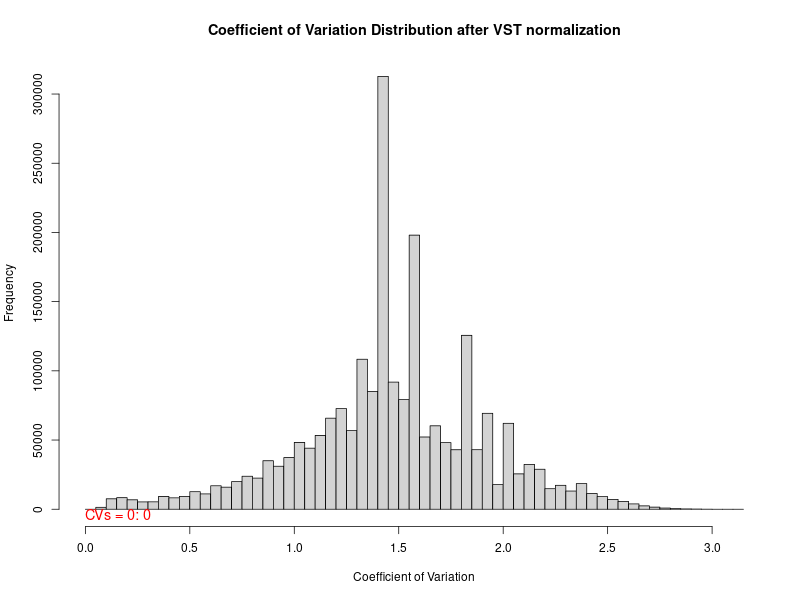 Coefficient of Variation Distribution after VST normalization
Frequency
300000
250000
200000
150000
100000
50000
0
CVs = 0: 0
0.0 0.5 1.0 1.5 2.0 2.5 3.0
Coefficient of Variation